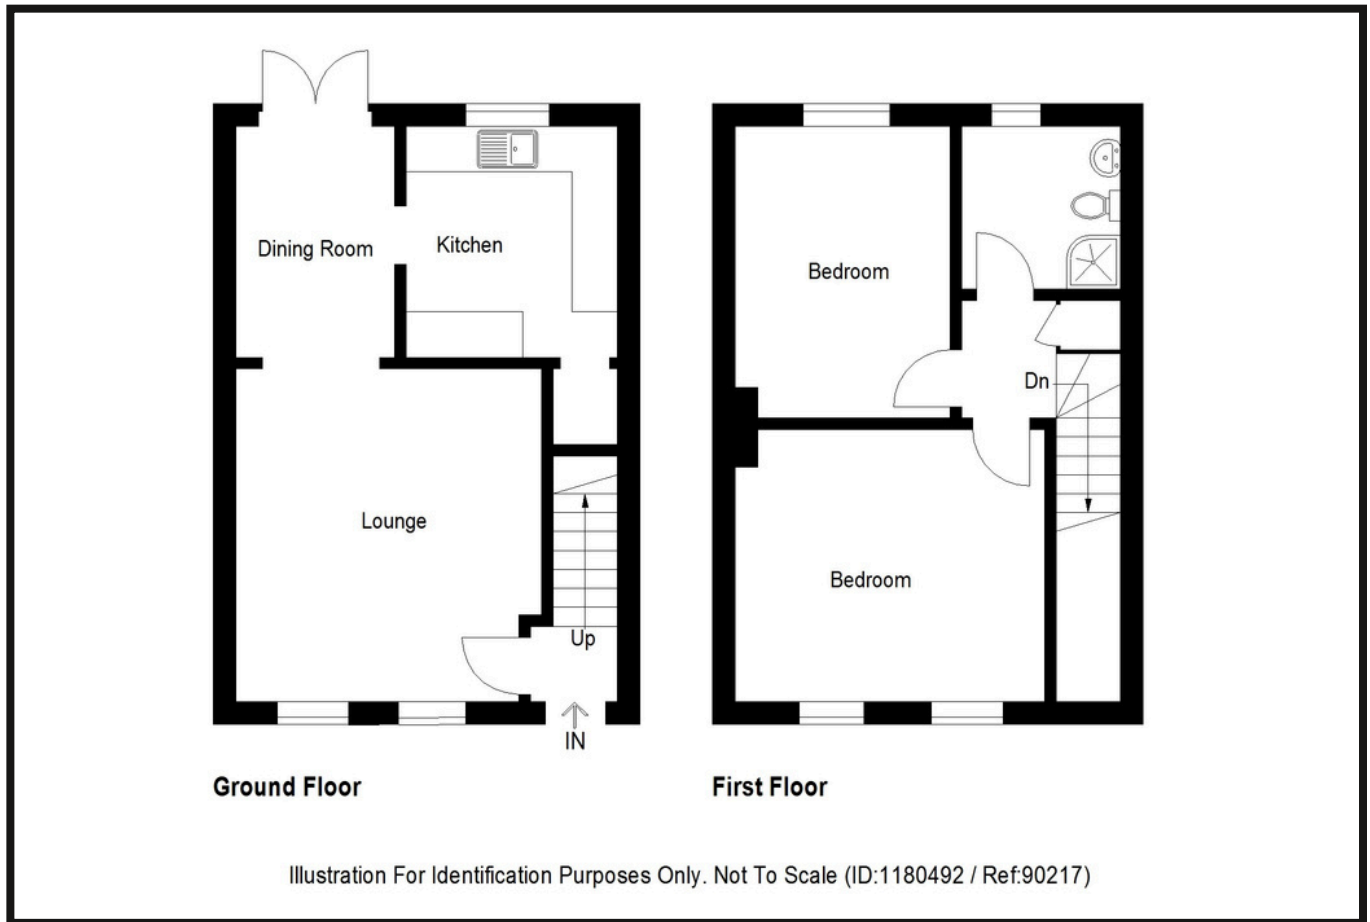 Dining Room
Kitchen
Lounge
Up
IN
Ground Floor
Bedroom
Dn
Bedroom
First Floor
Illustration For Identification Purposes Only. Not To Scale (ID:1180492 / Ref:90217)